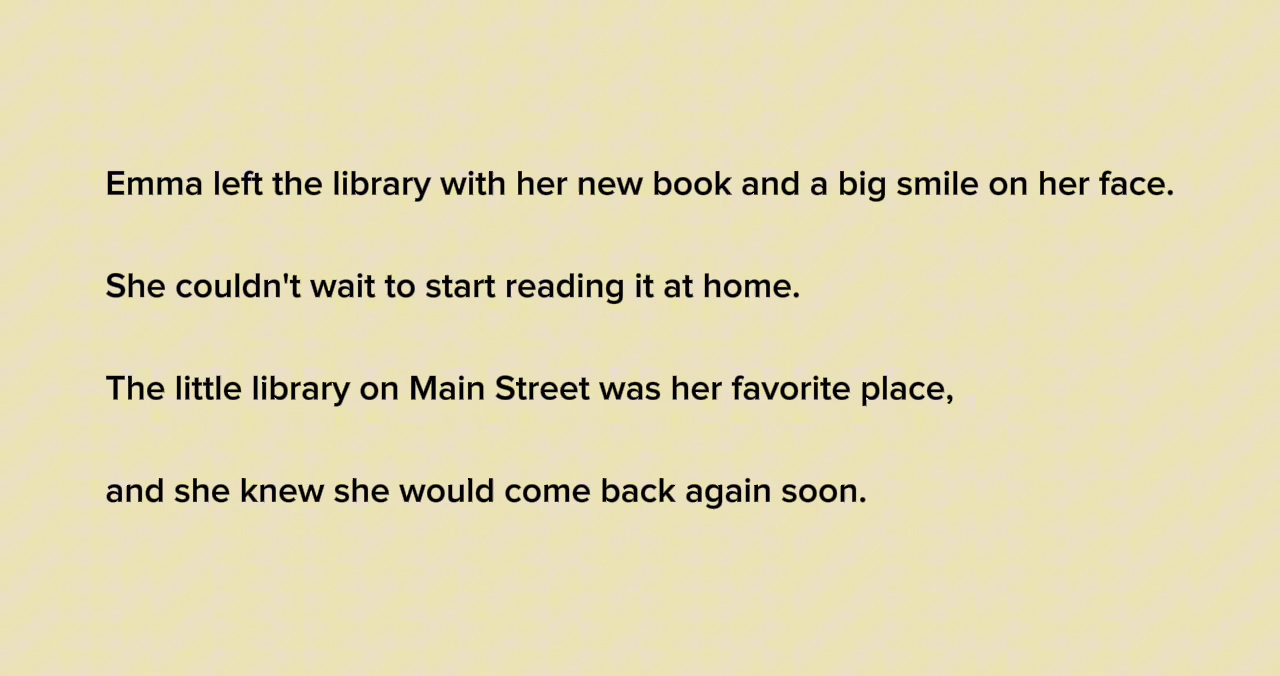 Emma left the library with her new book and a big smile on her face.
She couldn't wait to start reading it at home.
The little library on Main Street was her favorite place,
and she knew she would come back again soon.